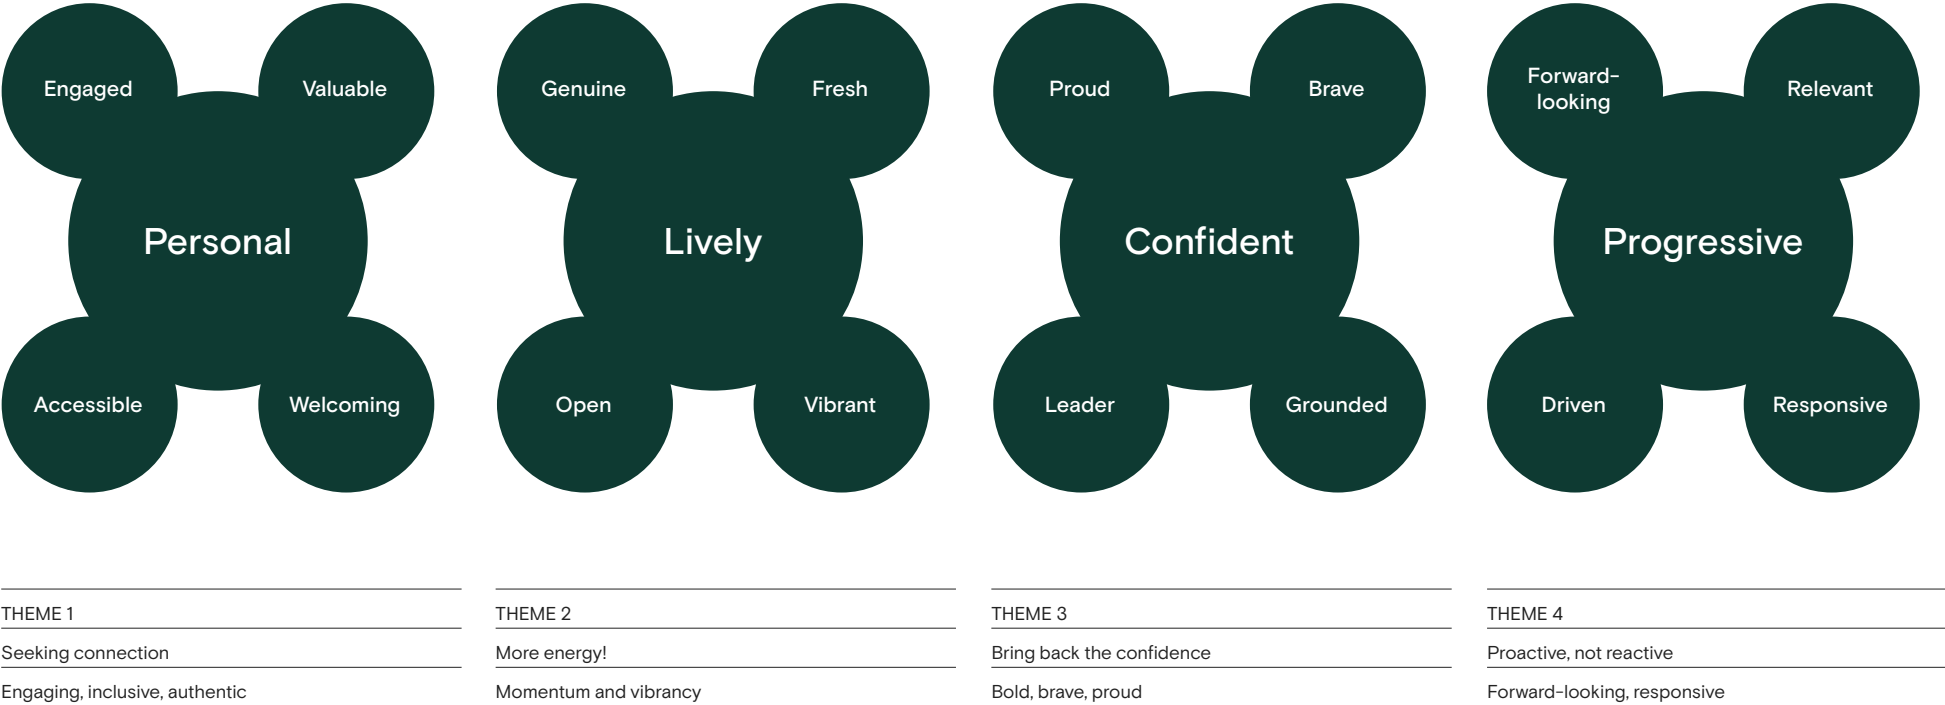 Engaged
Valuable
Personal
Accessible
Welcoming
Genuine
Fresh
Lively
Open
Vibrant
Proud
Brave
Confident
Leader
Grounded
Forward-
looking
Relevant
Progressive
Driven
Responsive
THEME 1
Seeking connection
Engaging, inclusive, authentic
THEME 2
More energy!
Momentum and vibrancy
THEME 3
Bring back the confidence
Bold, brave, proud
THEME 4
Proactive, not reactive
Forward-looking, responsive